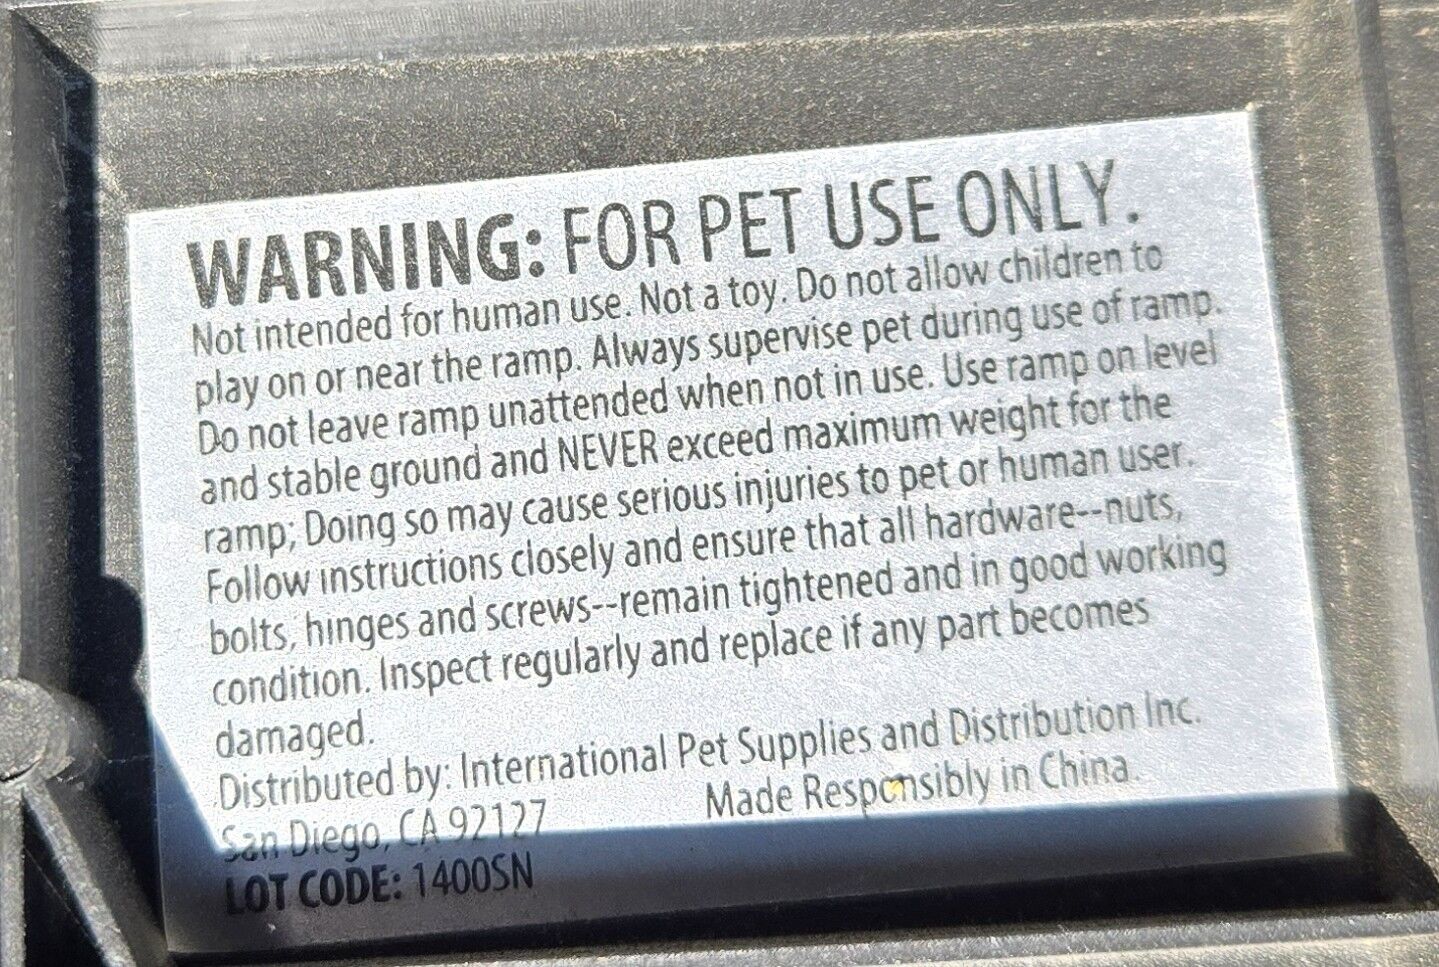 WARNING: FOR PET USE ONLY.
Not intended for human use. Not a toy. Do not allow children to
play on or near the ramp. Always supervise pet during use of ramp.
Do not leave ramp unattended when not in use. Use ramp on level
and stable ground and NEVER exceed maximum weight for the
ramp; Doing so may cause serious injuries to pet or human user.
Follow instructions closely and ensure that all hardware--nuts,
bolts, hinges and screws--remain tightened and in good working
condition. Inspect regularly and replace if any part becomes
damaged.
Distributed by: International Pet Supplies and Distribution Inc.
San Diego, CA 92127 Made Responsibly in China.
LOT CODE: 1400SN